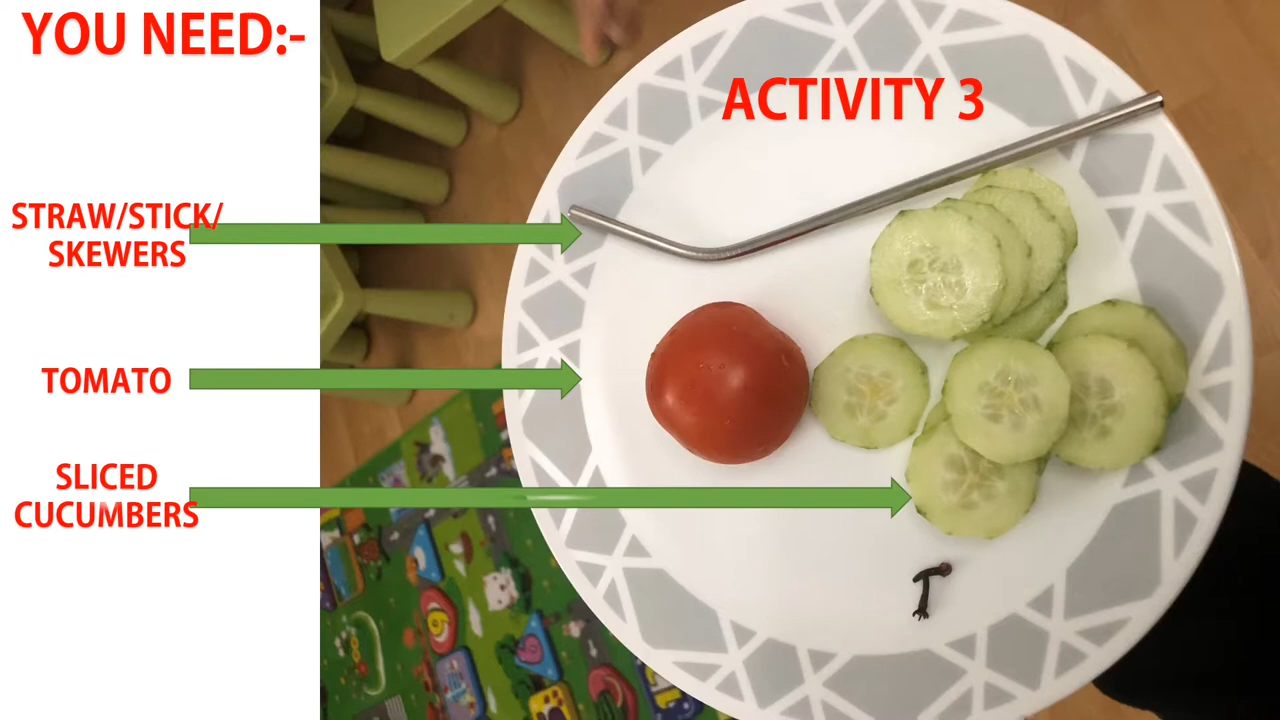 YOU NEED:-
ACTIVITY 3
STRAW/STICK/
SKEWERS
TOMATO
SLICED
CUCUMBERS